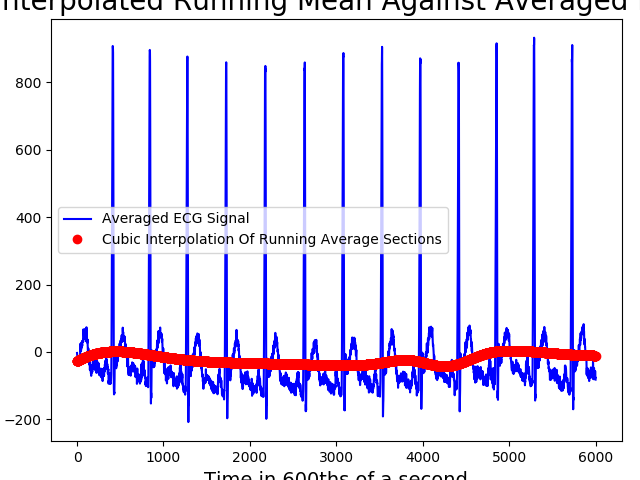 nterpolated Running Mean Against Averaged
800
600
400
200
0
−200
Averaged ECG Signal
Cubic Interpolation Of Running Average Sections
0 1000 2000 3000 4000 5000 6000
Time in 600ths of a second